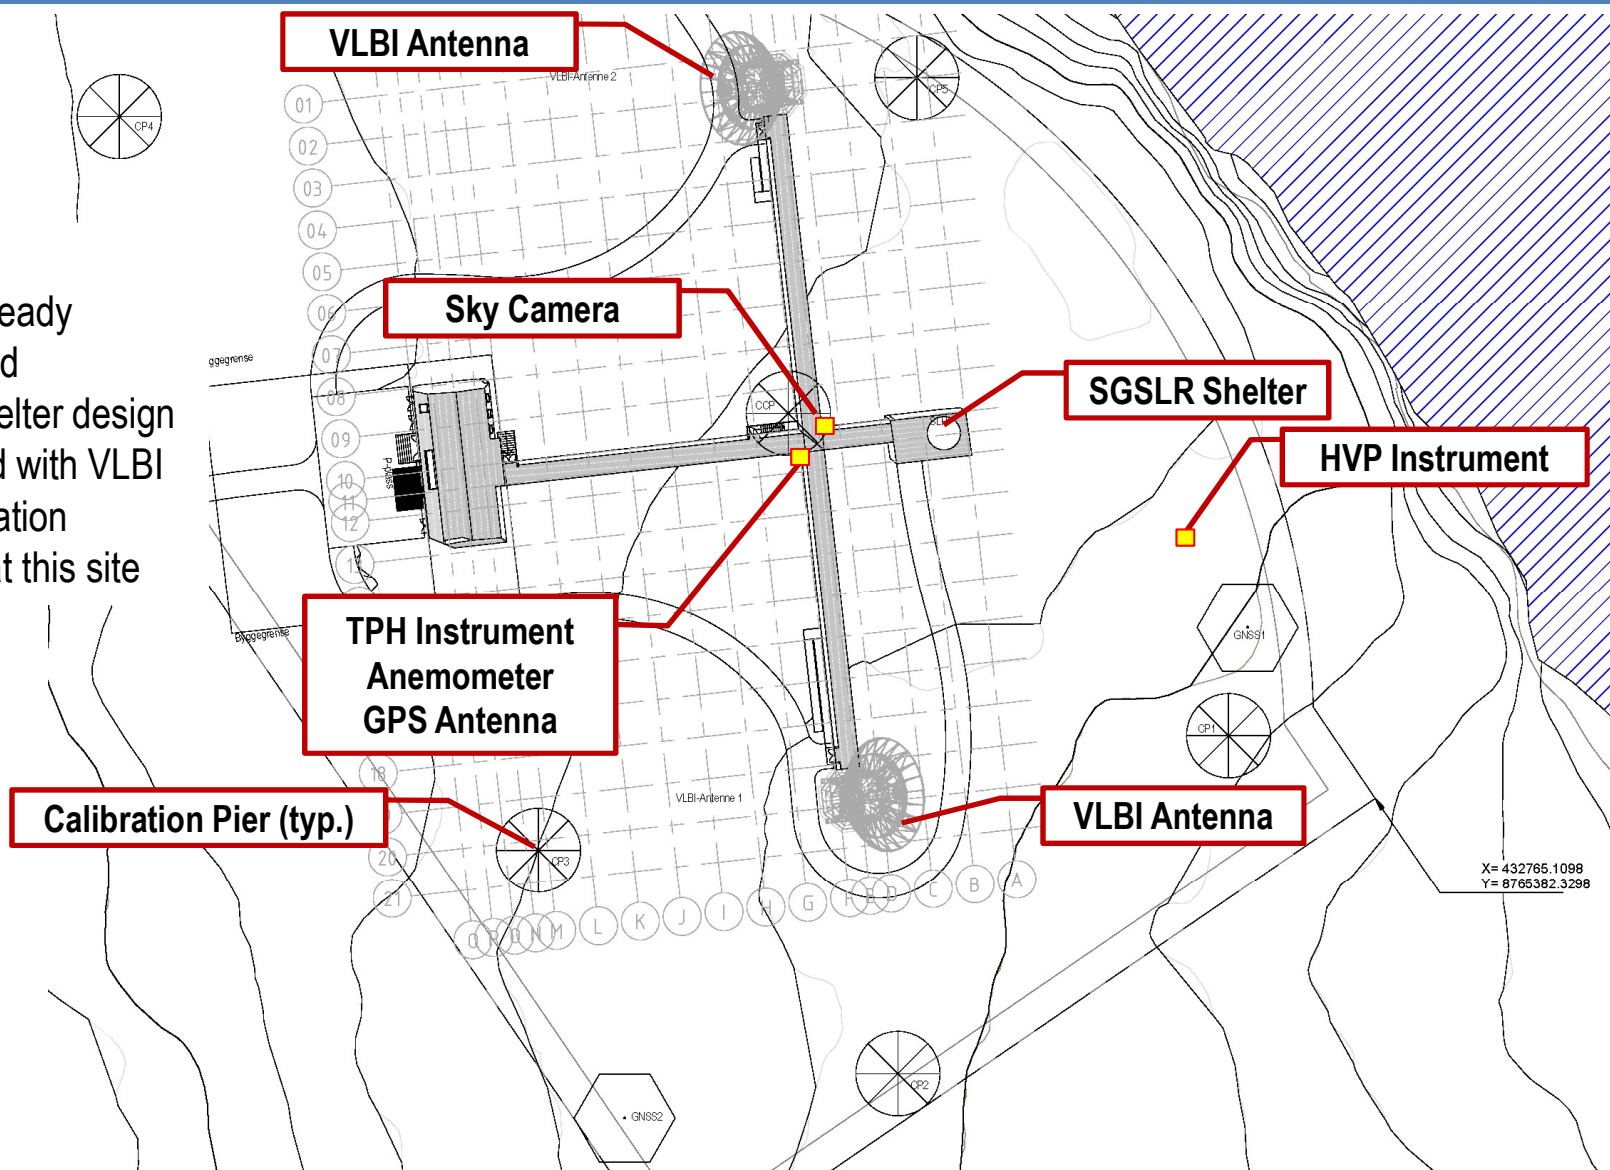 VLBI Antenna
VLBI-Antenne 2
CP4
CP5
01
02
03
04
05
06
07
08
09
10
11
12
18
20
21
eady
d
elter design
d with VLBI
ation
at this site
ggegrense
Sky Camera
CCP
SGSLR Shelter
HVP Instrument
Byggegrense
TPH Instrument
Anemometer
GPS Antenna
GNSS1
CP1
Calibration Pier (typ.)
VLBI-Antenne 1
VLBI Antenna
CP3
X= 432765.1098
Y= 8765382.3298
Q P O N M L K J I H G F E D C B A
CP2
GNSS2